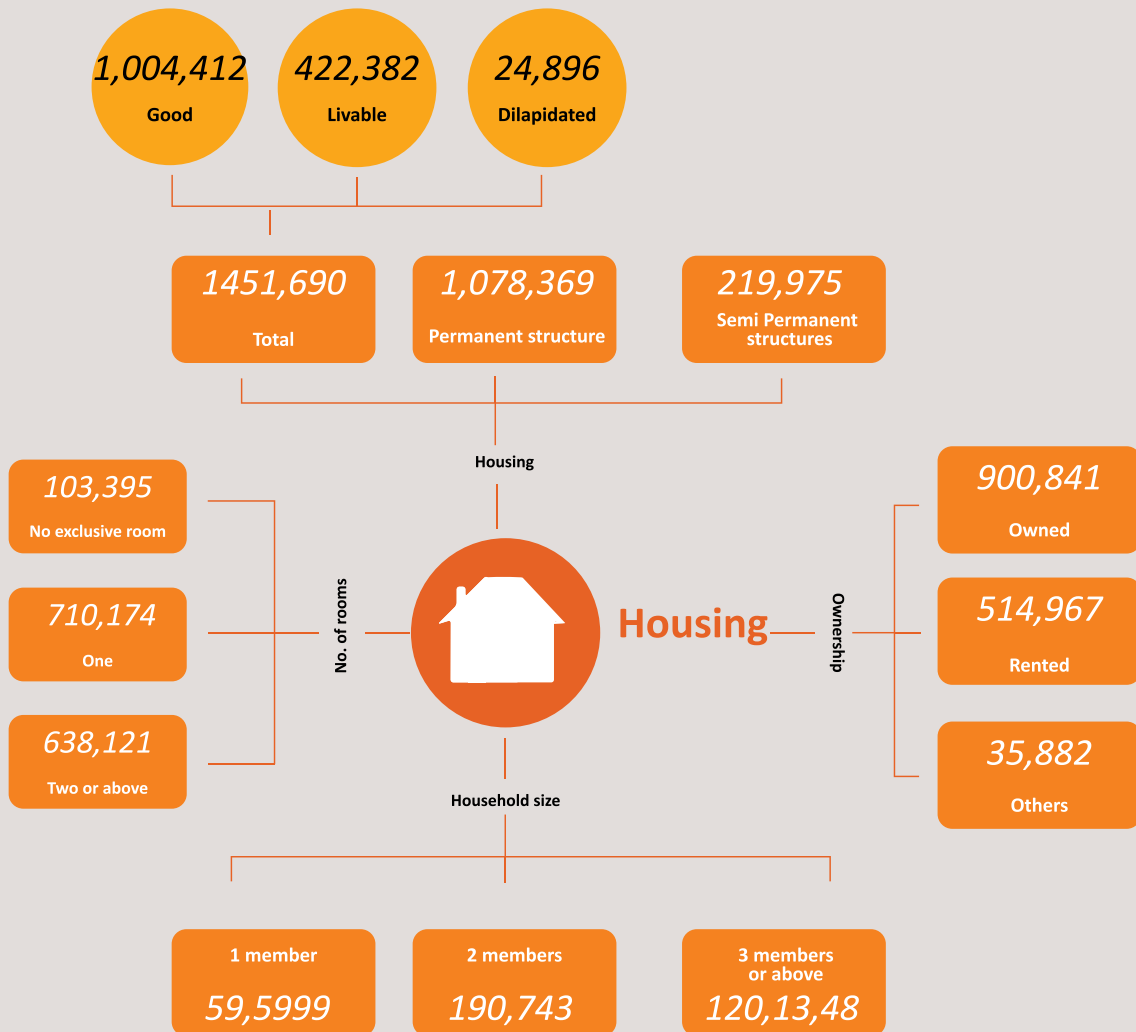 1,004,412
Good
422,382
Livable
24,896
Dilapidated
1451,690
Total
1,078,369
Permanent structure
219,975
Semi Permanent
structures
Housing
103,395
No exclusive room
710,174
One
638,121
Two or above
No. of rooms
Housing
Ownership
900,841
Owned
514,967
Rented
35,882
Others
Household size
1 member
59,5999
2 members
190,743
3 members
or above
120,13,48